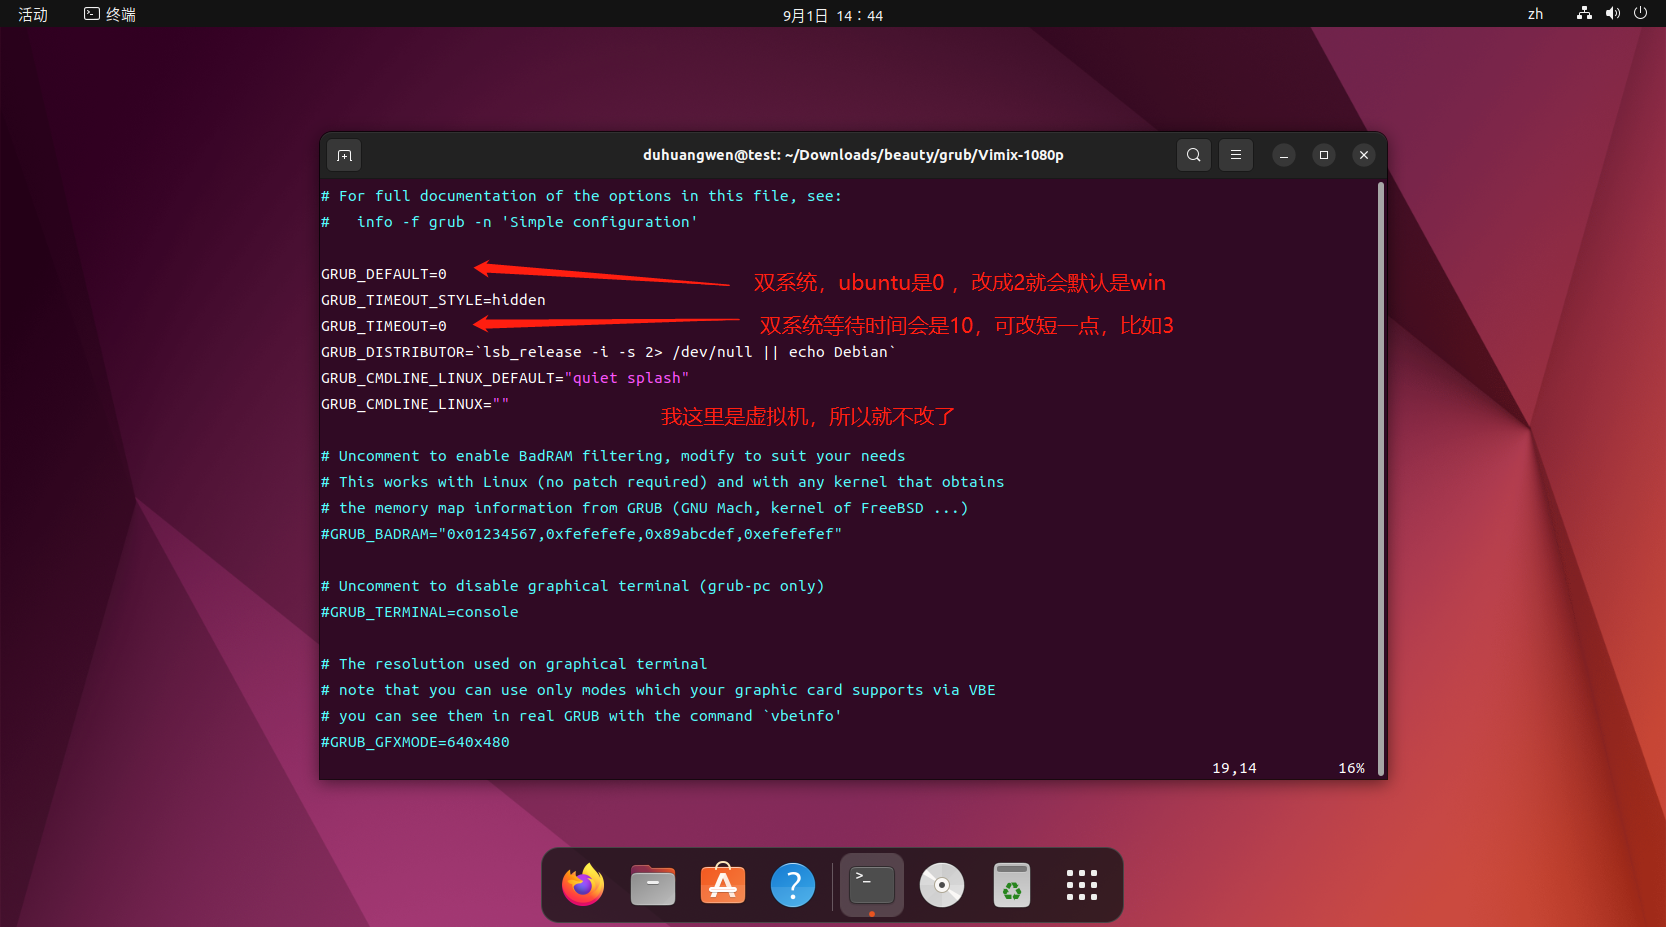 活动
终端
9月1日 14：44
zh
duhuangwen@test: ~/Downloads/beauty/grub/Vimix-1080p
# For full documentation of the options in this file, see:
#   info -f grub -n 'Simple configuration'
GRUB_DEFAULT=0
双系统，ubuntu是0 ，改成2就会默认是win
GRUB_TIMEOUT_STYLE=hidden
GRUB_TIMEOUT=0
双系统等待时间会是10，可改短一点，比如3
GRUB_DISTRIBUTOR=`lsb_release -i -s 2> /dev/null || echo Debian`
GRUB_CMDLINE_LINUX_DEFAULT="quiet splash"
GRUB_CMDLINE_LINUX=""
我这里是虚拟机，所以就不改了
# Uncomment to enable BadRAM filtering, modify to suit your needs
# This works with Linux (no patch required) and with any kernel that obtains
# the memory map information from GRUB (GNU Mach, kernel of FreeBSD ...)
#GRUB_BADRAM="0x01234567,0xfefefefe,0x89abcdef,0xefefefef"
# Uncomment to disable graphical terminal (grub-pc only)
#GRUB_TERMINAL=console
# The resolution used on graphical terminal
# note that you can use only modes which your graphic card supports via VBE
# you can see them in real GRUB with the command `vbeinfo'
#GRUB_GFXMODE=640x480
19,14
16%